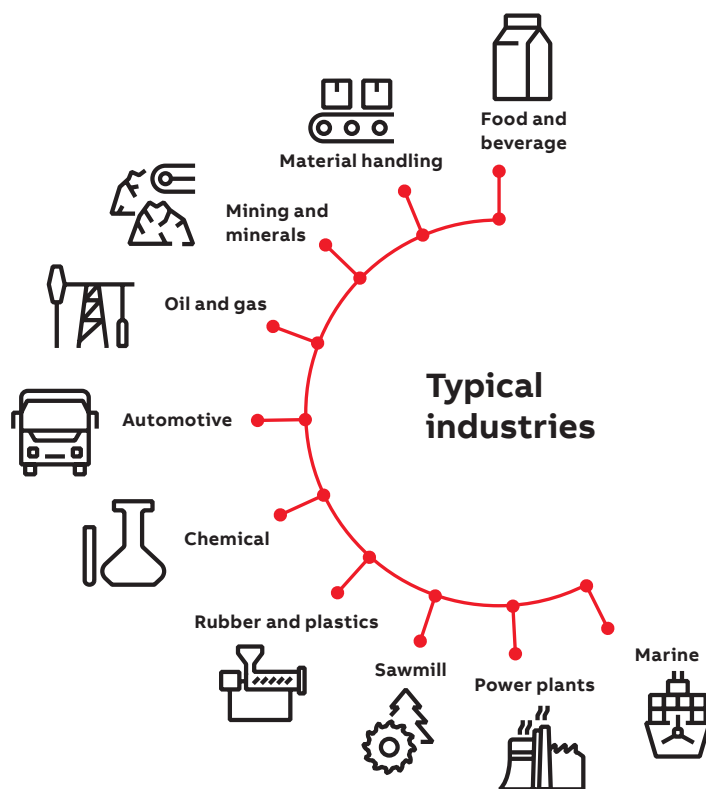 Food and
beverage
Material handling
Mining and
minerals
Oil and gas
Typical
industries
Automotive
Chemical
Rubber and plastics
Sawmill
Power plants
Marine